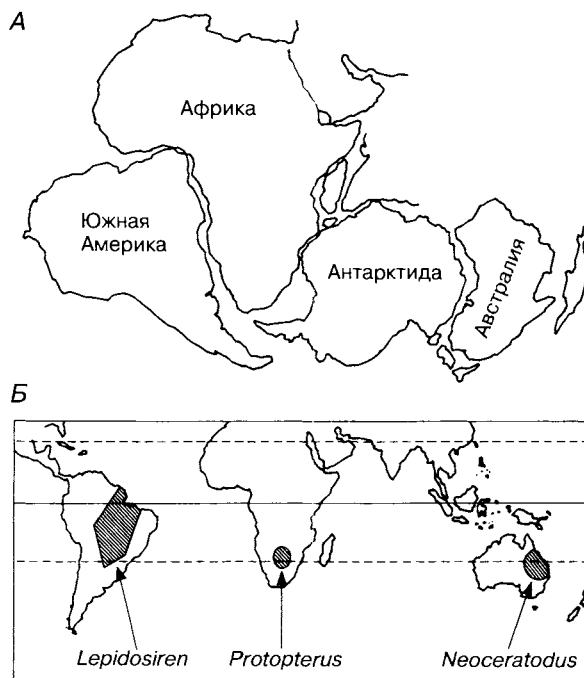 А
Африка
Южная
Америка
Антарктида
Австралия
Б
Lepidosiren
Protopterus
Neoceratodus